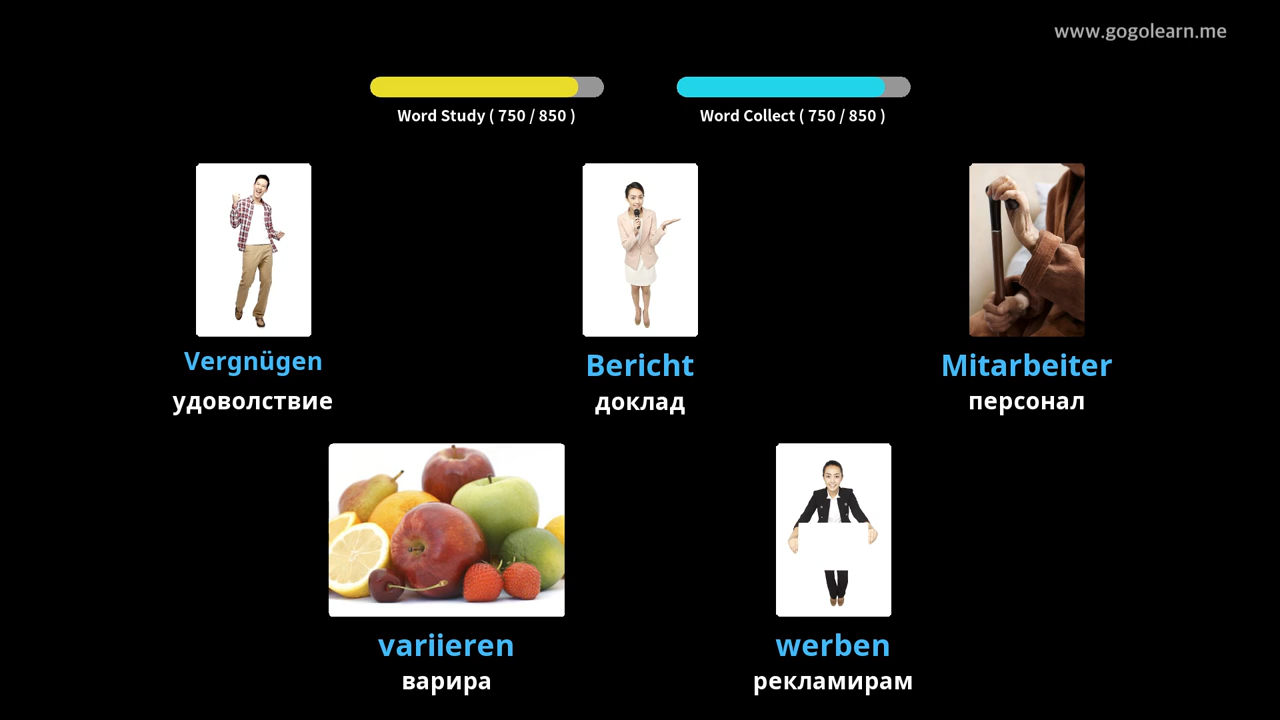 www.gogolearn.me
Word Study ( 750 / 850 )
Word Collect ( 750 / 850 )
Vergnügen
удоволствие
Bericht
доклад
Mitarbeiter
персонал
variieren
варира
werben
рекламирам